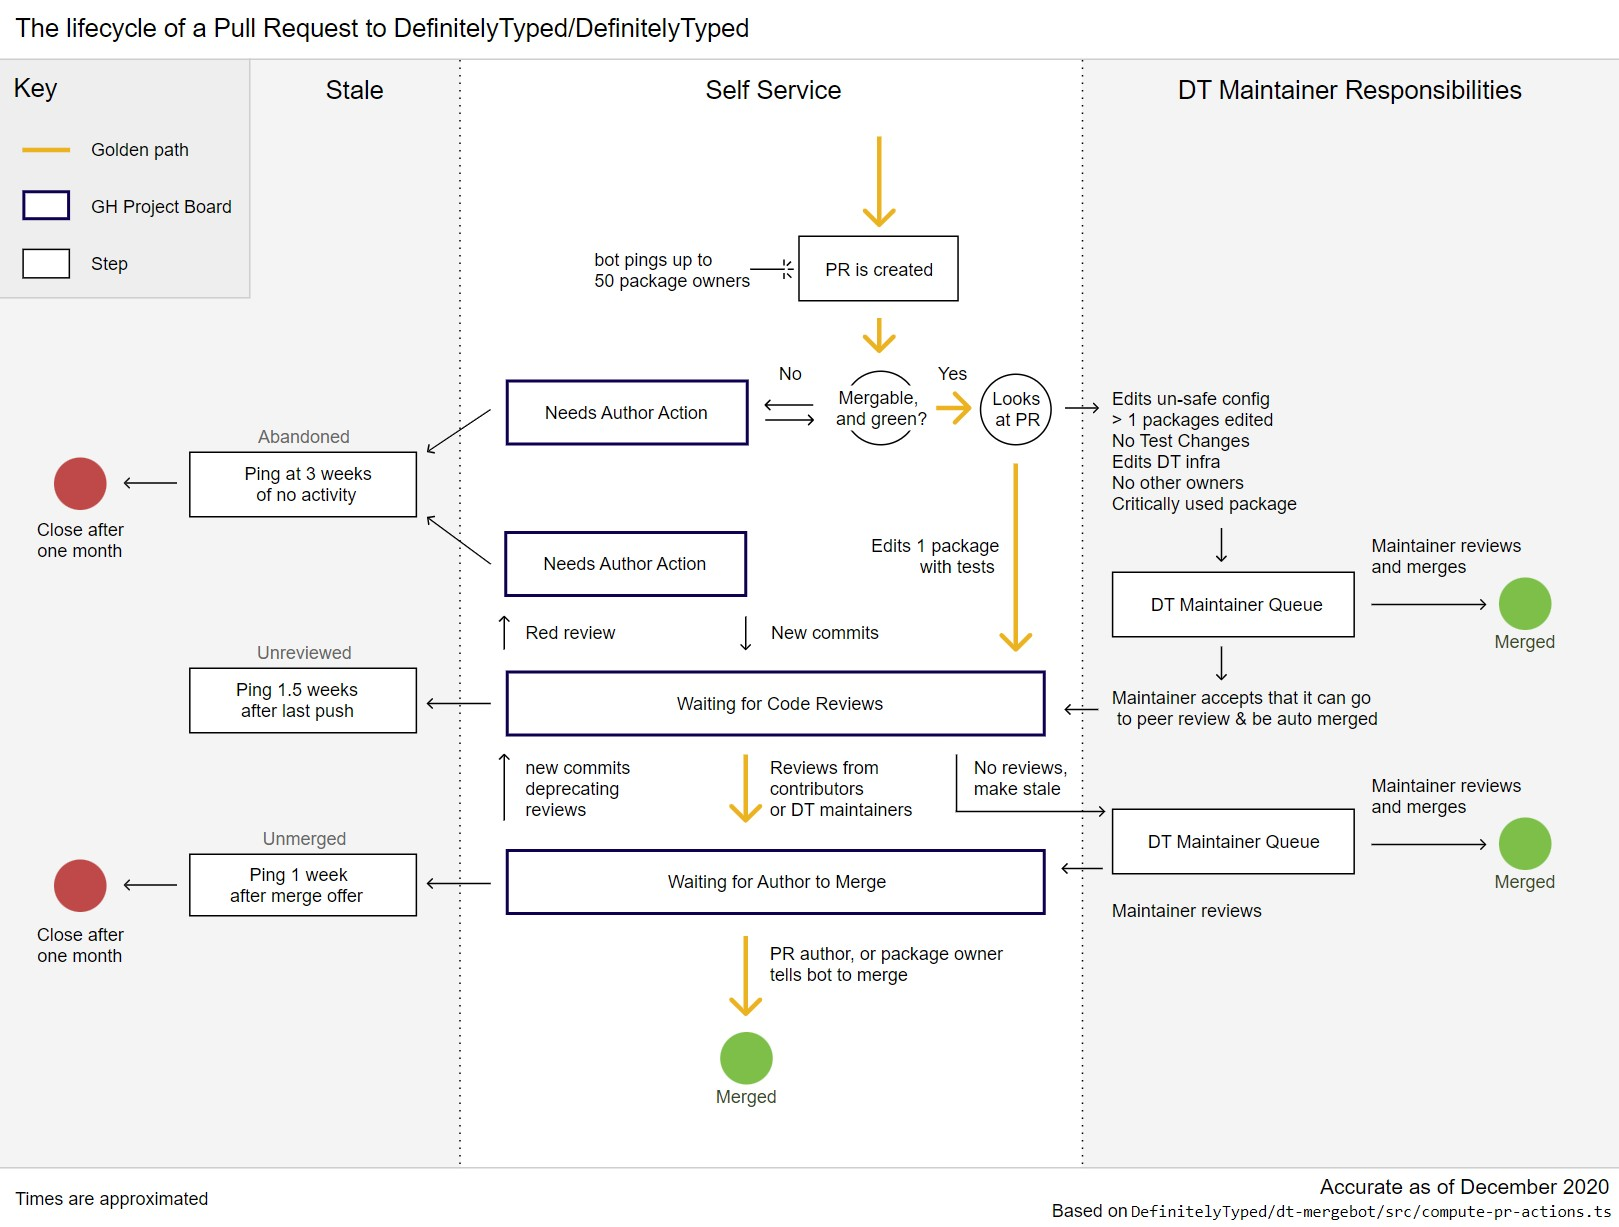 The lifecycle of a Pull Request to DefinitelyTyped/DefinitelyTyped
Key
Golden path
GH Project Board
Step
Stale
Self Service
DT Maintainer Responsibilities
bot pings up to
50 package owners
PR is created
No
Mergable,
and green?
Yes
Looks
at PR
Needs Author Action
Abandoned
Ping at 3 weeks
of no activity
Close after
one month
Edits un-safe config
> 1 packages edited
No Test Changes
Edits DT infra
No other owners
Critically used package
Needs Author Action
Edits 1 package
with tests
Maintainer reviews
and merges
DT Maintainer Queue
Merged
Red review
New commits
Unreviewed
Ping 1.5 weeks
after last push
Waiting for Code Reviews
Maintainer accepts that it can go
to peer review & be auto merged
new commits
deprecating
reviews
Reviews from
contributors
or DT maintainers
No reviews,
make stale
Maintainer reviews
and merges
DT Maintainer Queue
Merged
Unmerged
Ping 1 week
after merge offer
Close after
one month
Waiting for Author to Merge
Maintainer reviews
PR author, or package owner
tells bot to merge
Merged
Times are approximated
Accurate as of December 2020
Based on DefinitelyTyped/dt-mergebot/src/compute-pr-actions.ts